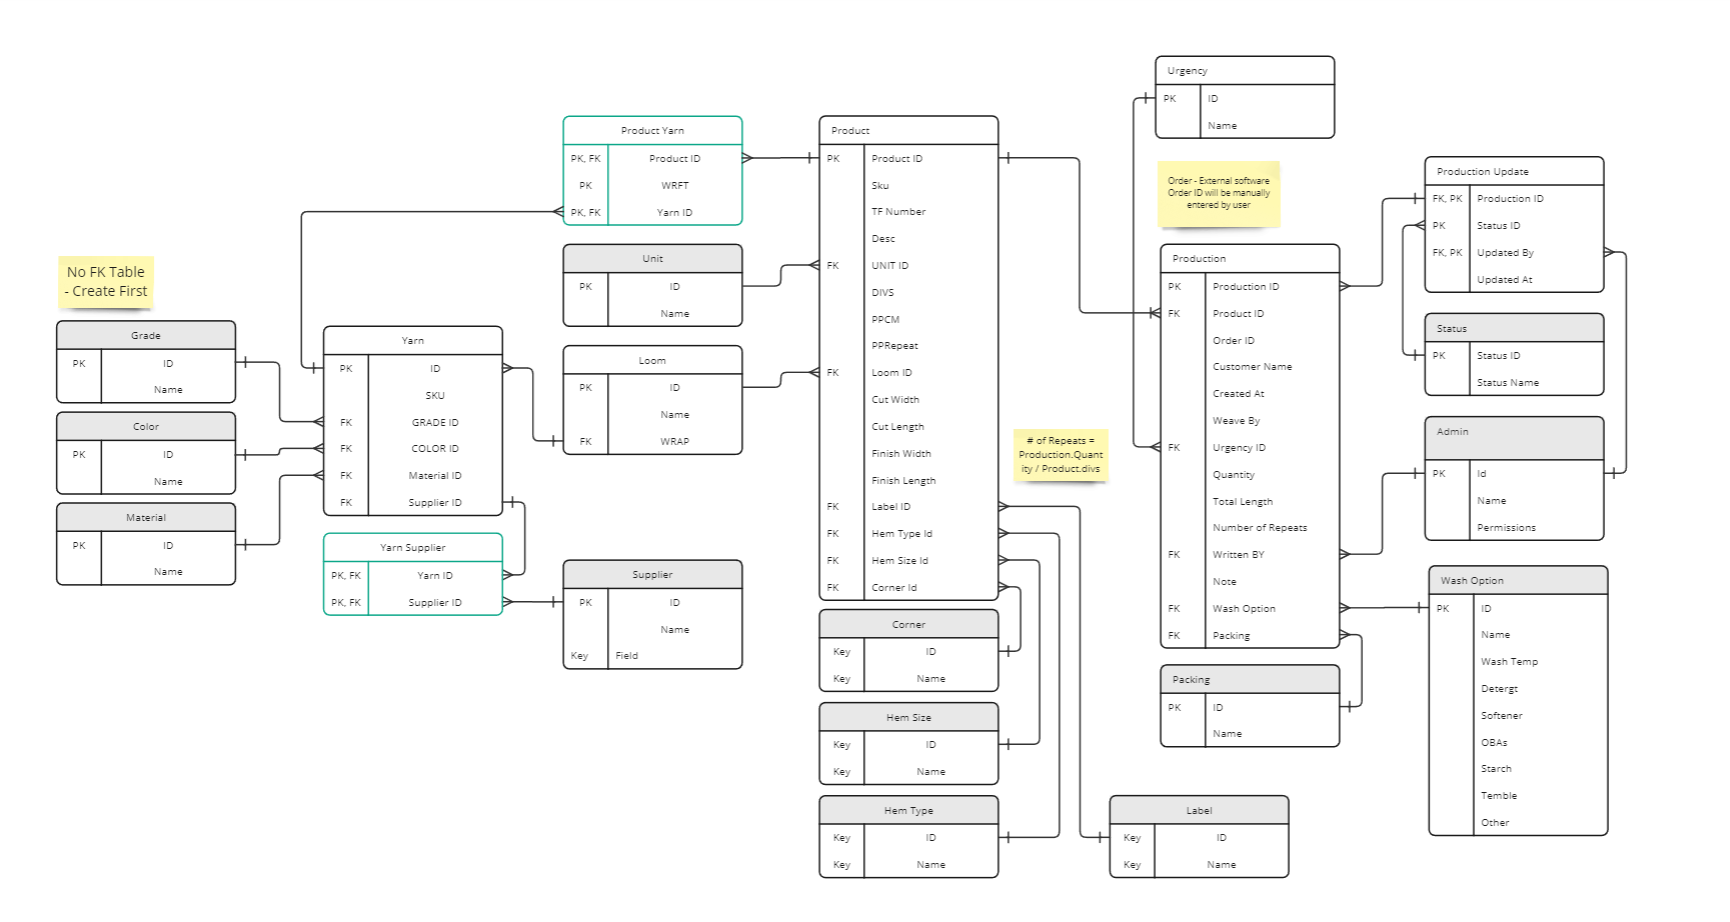 No FK Table
- Create First
Grade
PK ID
Name
Color
PK ID
Name
Material
PK ID
Name
Yarn
PK ID
SKU
FK GRADE ID
FK COLOR ID
FK Material ID
FK Supplier ID
Yarn Supplier
PK, FK Yarn ID
PK, FK Supplier ID
Product Yarn
PK, FK Product ID
PK WRFT
PK, FK Yarn ID
Unit
PK ID
Name
Loom
PK ID
Name
FK WRAP
Supplier
PK ID
Name
Key Field
Product
PK Product ID
Sku
TF Number
Desc
FK UNIT ID
DIVS
PPCM
PPRepeat
FK Loom ID
Cut Width
Cut Length
Finish Width
Finish Length
FK Label ID
FK Hem Type Id
FK Hem Size Id
FK Corner Id
Corner
Key ID
Key Name
Hem Size
Key ID
Key Name
Hem Type
Key ID
Key Name
# of Repeats =
Production.Quant
ity / Product.divs
Label
Key ID
Key Name
Urgency
PK ID
Name
Order - External software
Order ID will be manually
entered by user
Production
PK Production ID
FK Product ID
Order ID
Customer Name
Created At
Weave By
FK Urgency ID
Quantity
Total Length
Number of Repeats
FK Written BY
Note
FK Wash Option
FK Packing
Packing
PK ID
Name
Production Update
FK, PK Production ID
PK Status ID
FK, PK Updated By
Updated At
Status
PK Status ID
Status Name
Admin
PK Id
Name
Permissions
Wash Option
PK ID
Name
Wash Temp
Detergt
Softener
OBAs
Starch
Temble
Other